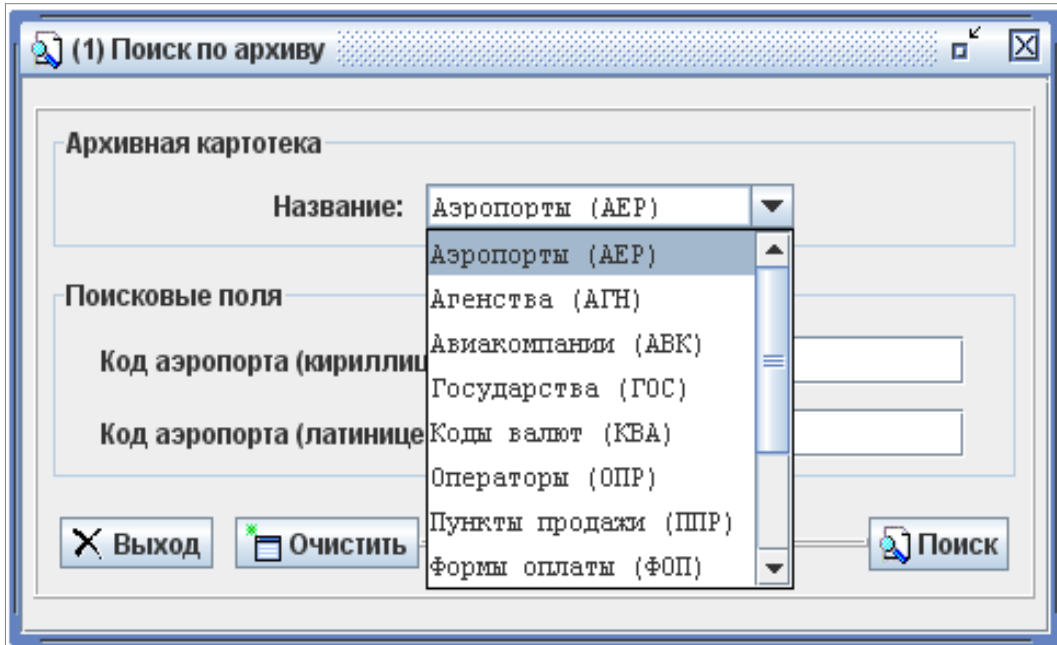 (1) Поиск по архиву
Архивная картотека
Название:
Аэропорты (АЕР)
Аэропорты (АЕР)
Агенства (АГН)
Авиакомпании (АВК)
Государства (ГОС)
Коды валют (КВА)
Операторы (ОПР)
Пункты продажи (ППР)
Формы оплаты (ФОП)
Поисковые поля
Код аэропорта (кириллиц
Код аэропорта (латинице
Выход
Очистить
Поиск